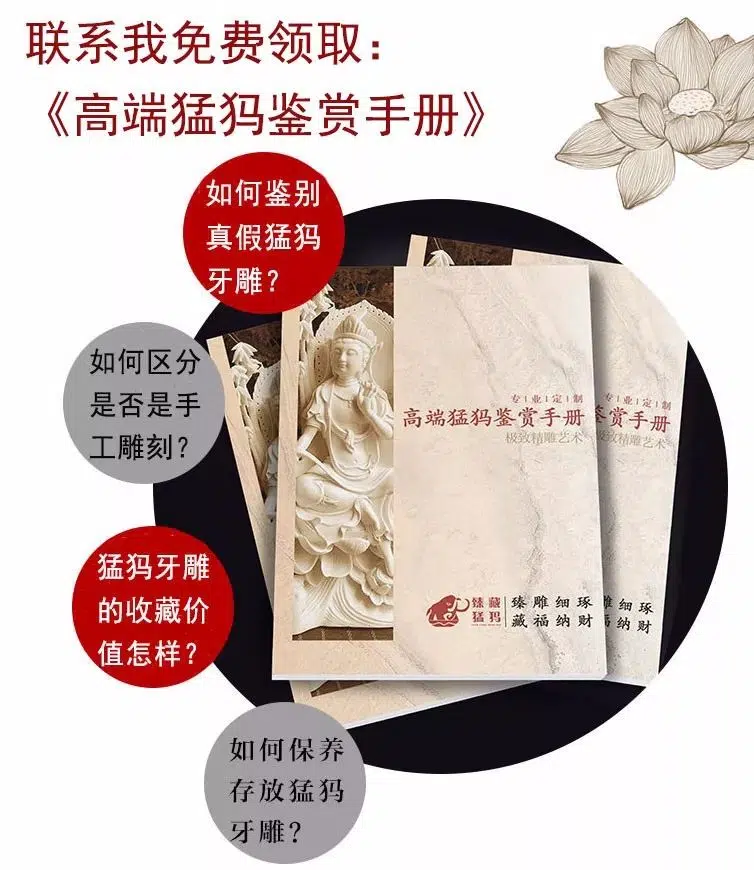 联系我免费领取：
《高端猛犸鉴赏手册》
如何鉴别
真假猛犸
牙雕？
如何区分
是否是手
工雕刻？
猛犸牙雕
的收藏价
值怎样？
如何保养
存放猛犸
牙雕？
专业定制
高端猛犸鉴赏手册
极致精雕艺术
臻藏
猛犸
臻雕细琢
藏福纳财
专业定制
鉴赏手册
极致精雕艺术
雕细琢
福纳财